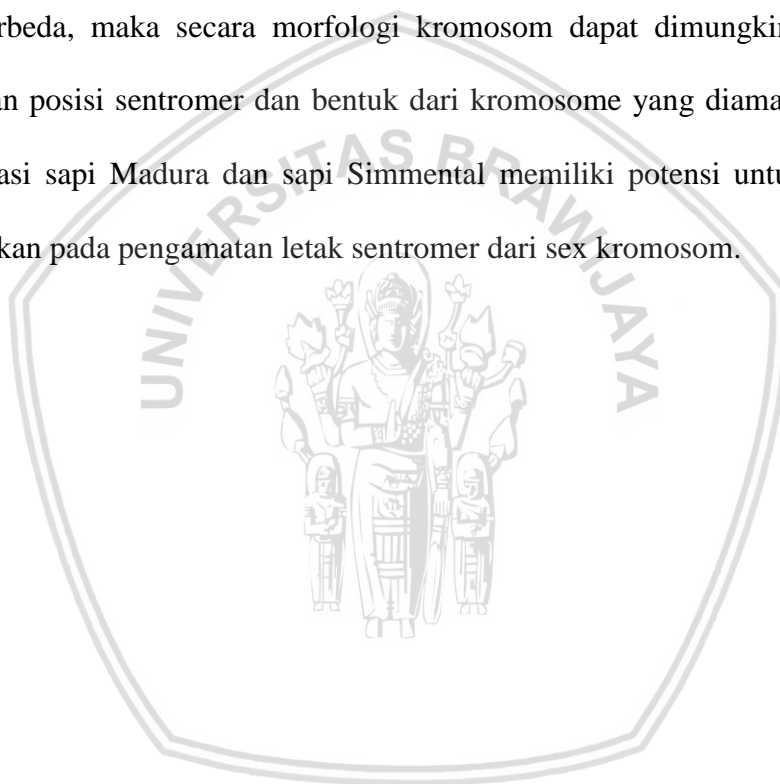 rbeda, maka secara morfologi kromosom dapat dimungkin
an posisi sentromer dan bentuk dari kromosome yang diama
asi sapi Madura dan sapi Simmental memiliki potensi untu
kan pada pengamatan letak sentromer dari sex kromosom.
UNIVERSITAS BRAWIJAYA